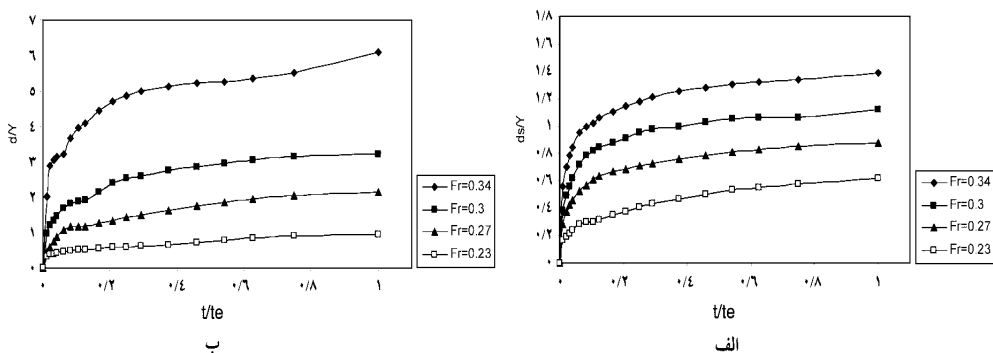 ١/٨
١/٦
١/٤
١/٢
١
٠/٨
٠/٦
٠/٤
٠/٢
٠
ds/Y
٠ ٠/٢ ٠/٤ ٠/٦ ٠/٨ ١
t/te
Fr=0.34
Fr=0.3
Fr=0.27
Fr=0.23
الف
٧
٦
٥
٤
٣
٢
١
٠
d/Y
٠ ٠/٢ ٠/٤ ٠/٦ ٠/٨ ١
t/te
Fr=0.34
Fr=0.3
Fr=0.27
Fr=0.23
ب